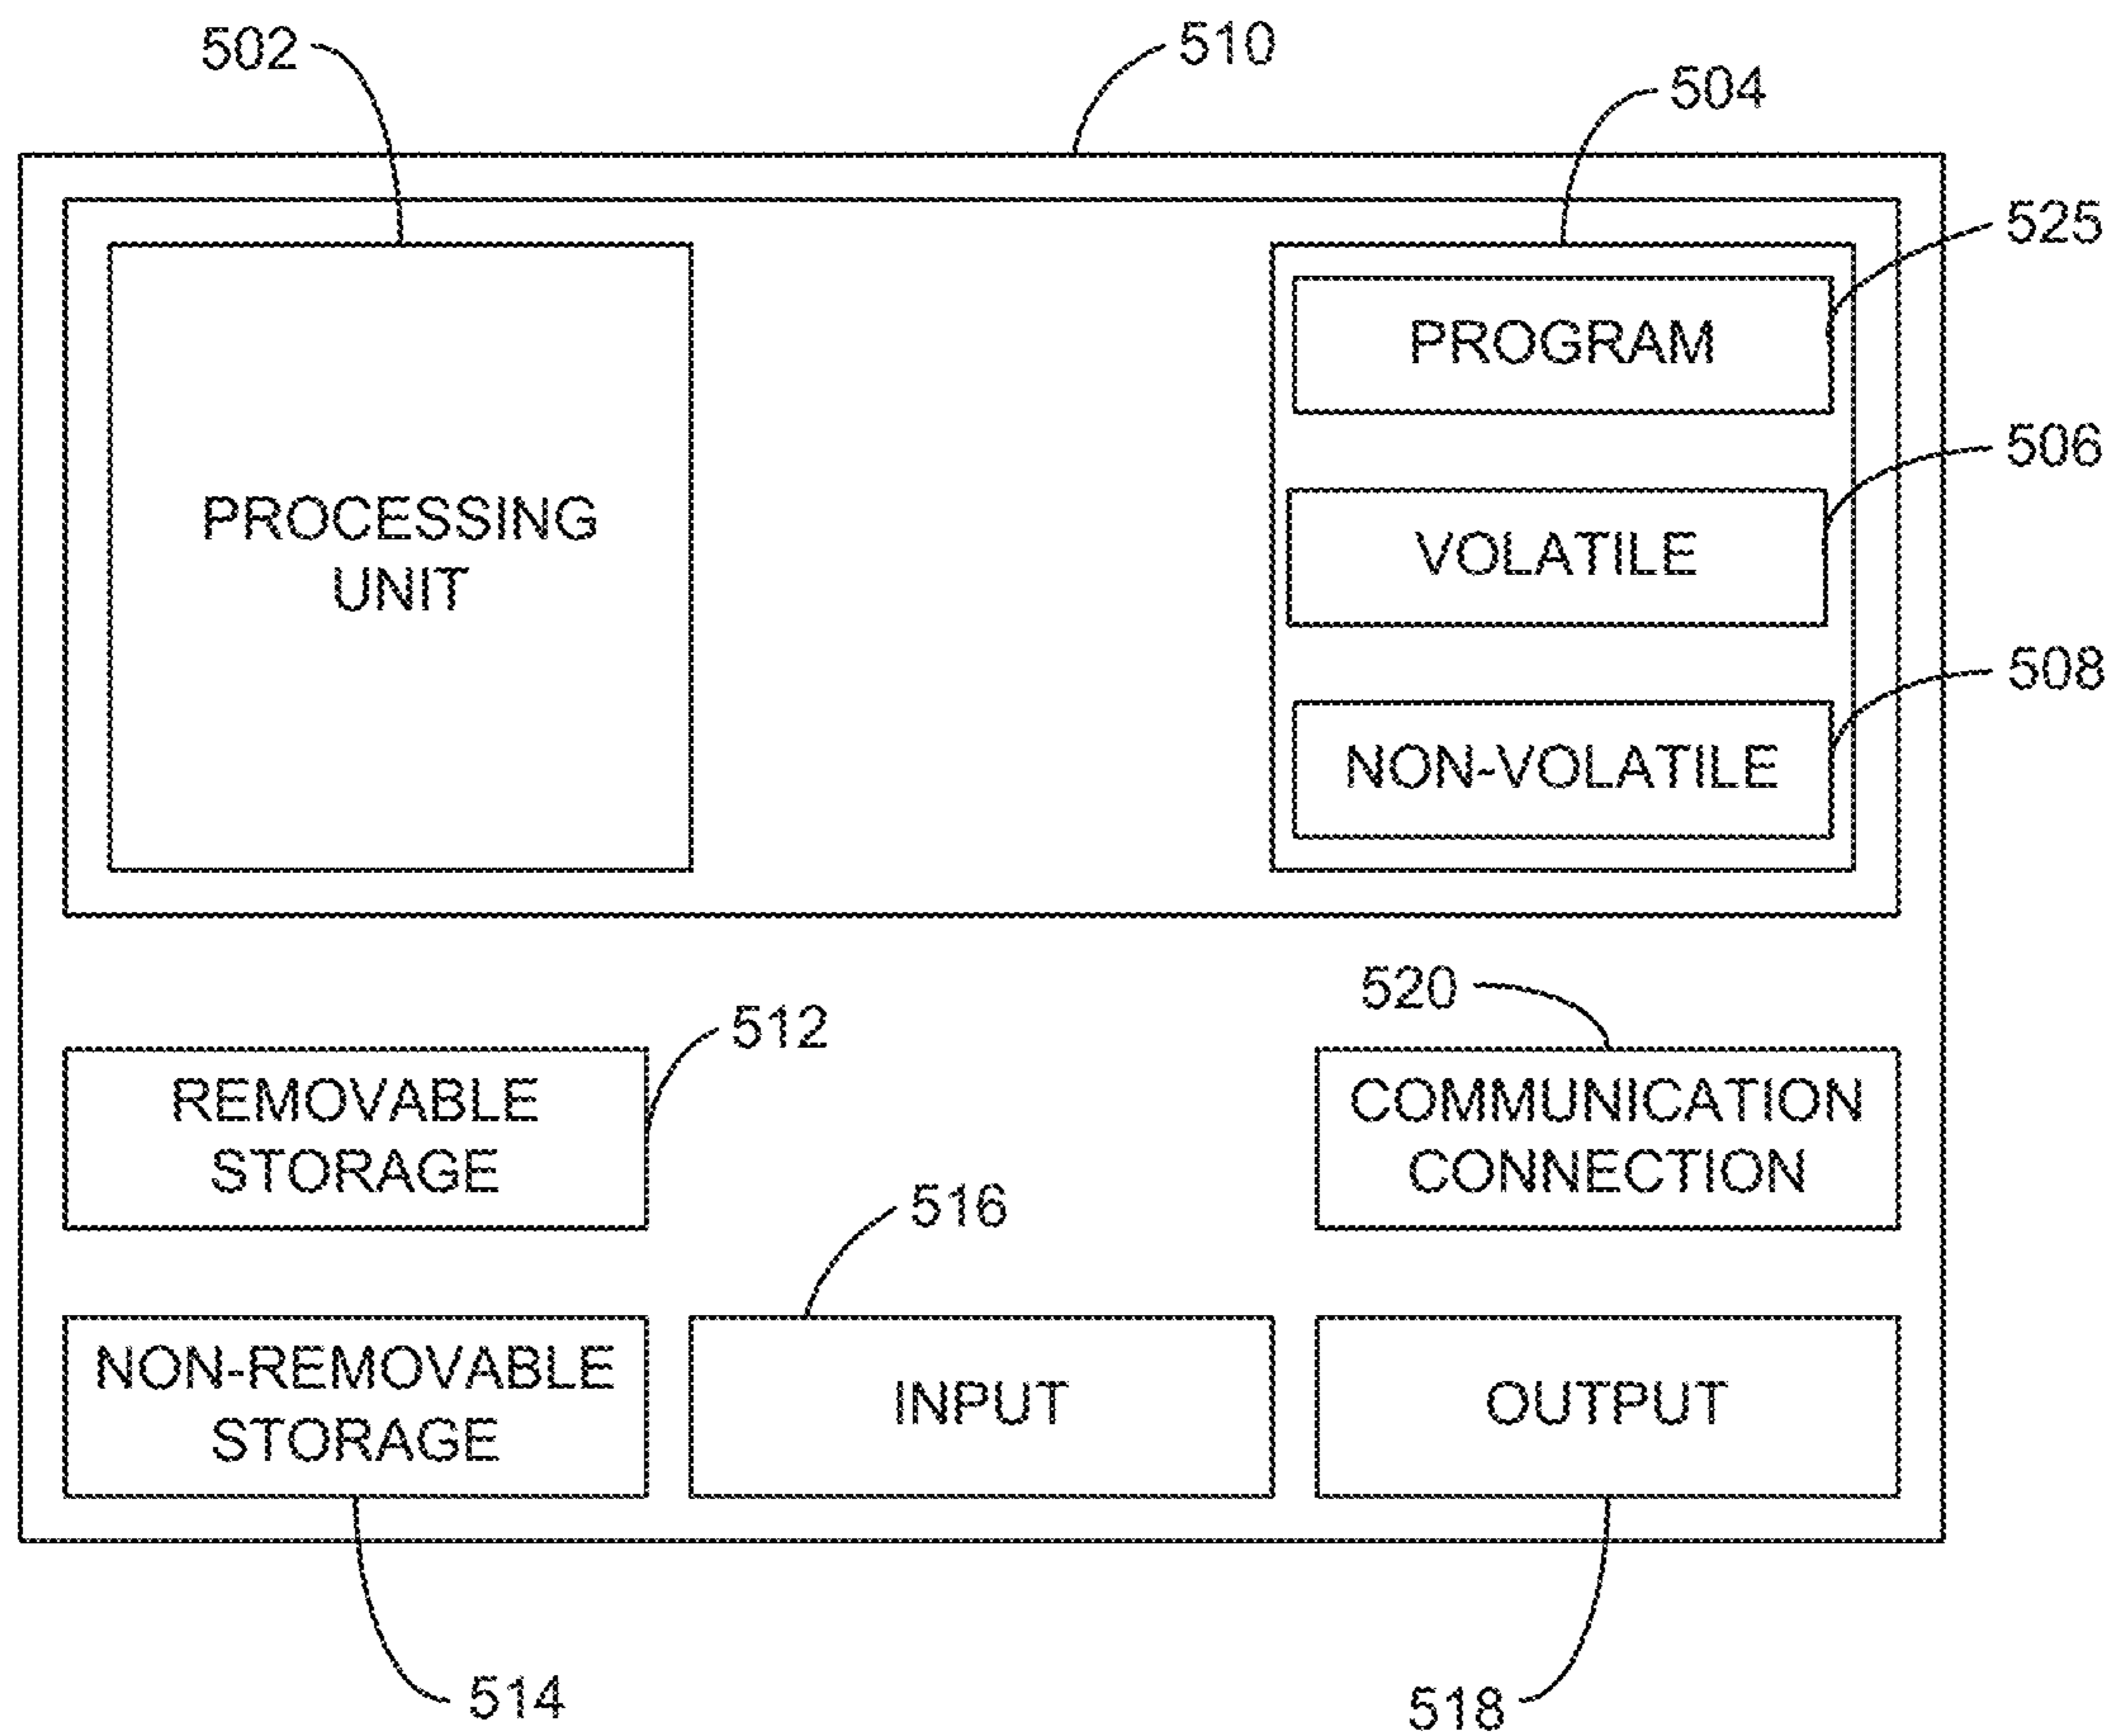 502
510
504
525
PROGRAM
506
PROCESSING
UNIT
VOLATILE
508
NON-VOLATILE
520
512
REMOVABLE
STORAGE
COMMUNICATION
CONNECTION
516
NON-REMOVABLE
STORAGE
INPUT
OUTPUT
514
518